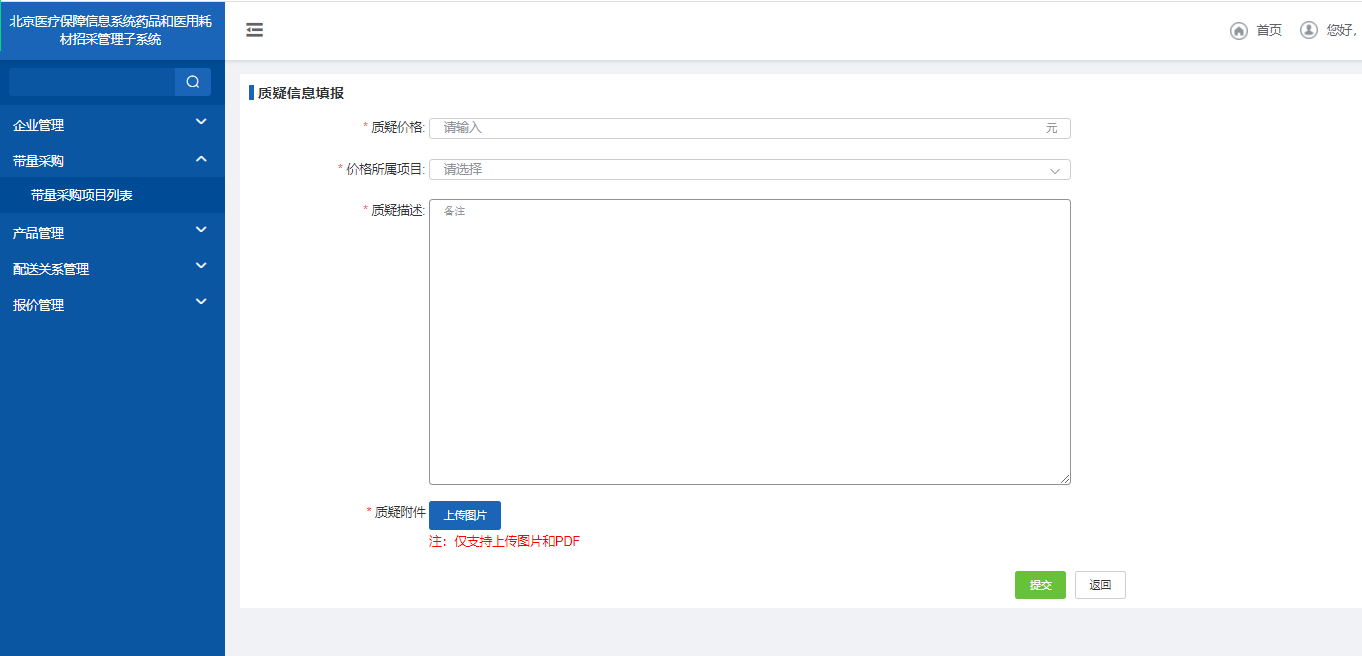 北京医疗保障信息系统药品和医用耗
材招采管理子系统
首页
您好,
企业管理
带量采购
带量采购项目列表
产品管理
配送关系管理
报价管理
质疑信息填报
* 质疑价格: 请输入 元
* 价格所属项目: 请选择
* 质疑描述: 备注
* 质疑附件 上传图片
注：仅支持上传图片和PDF
提交 返回